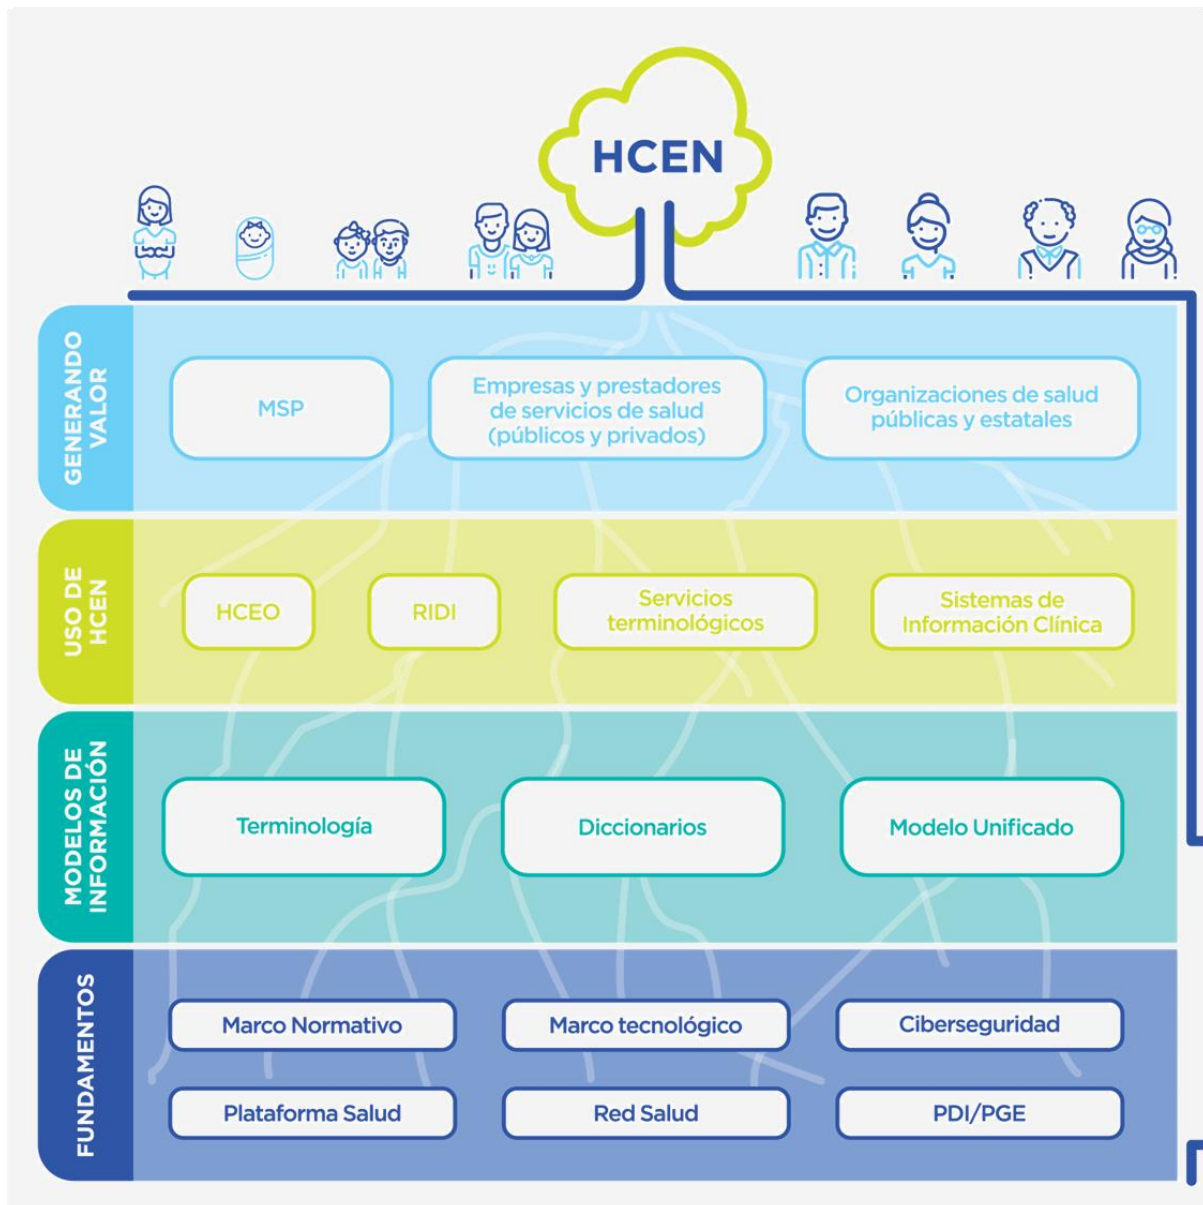 HCEN
GENERANDO
VALOR
MSP
Empresas y prestadores
de servicios de salud
(públicos y privados)
Organizaciones de salud
públicas y estatales
USO DE
HCEN
HCEO
RIDI
Servicios
terminológicos
Sistemas de
Información Clínica
MODELOS DE
INFORMACIÓN
Terminología
Diccionarios
Modelo Unificado
FUNDAMENTOS
Marco Normativo
Marco tecnológico
Ciberseguridad
Plataforma Salud
Red Salud
PDI/PGE